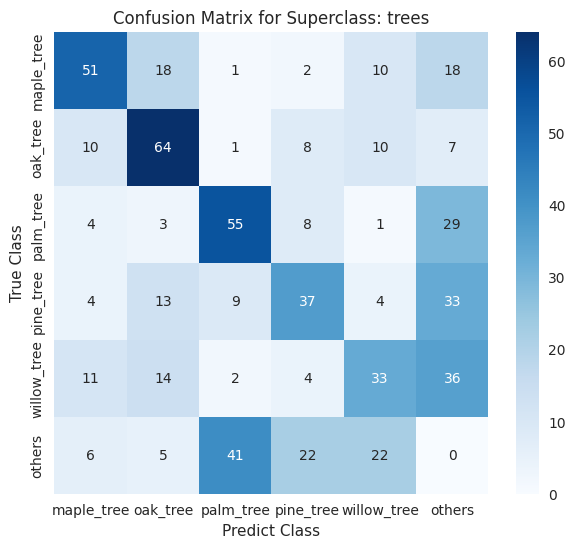 Confusion Matrix for Superclass: trees
True Class
maple_tree 51 18 1 2 10 18
oak_tree 10 64 1 8 10 7
palm_tree 4 3 55 8 1 29
pine_tree 4 13 9 37 4 33
willow_tree 11 14 2 4 33 36
others 6 5 41 22 22 0
maple_tree oak_tree palm_tree pine_tree willow_tree others
Predict Class
60
50
40
30
20
10
0